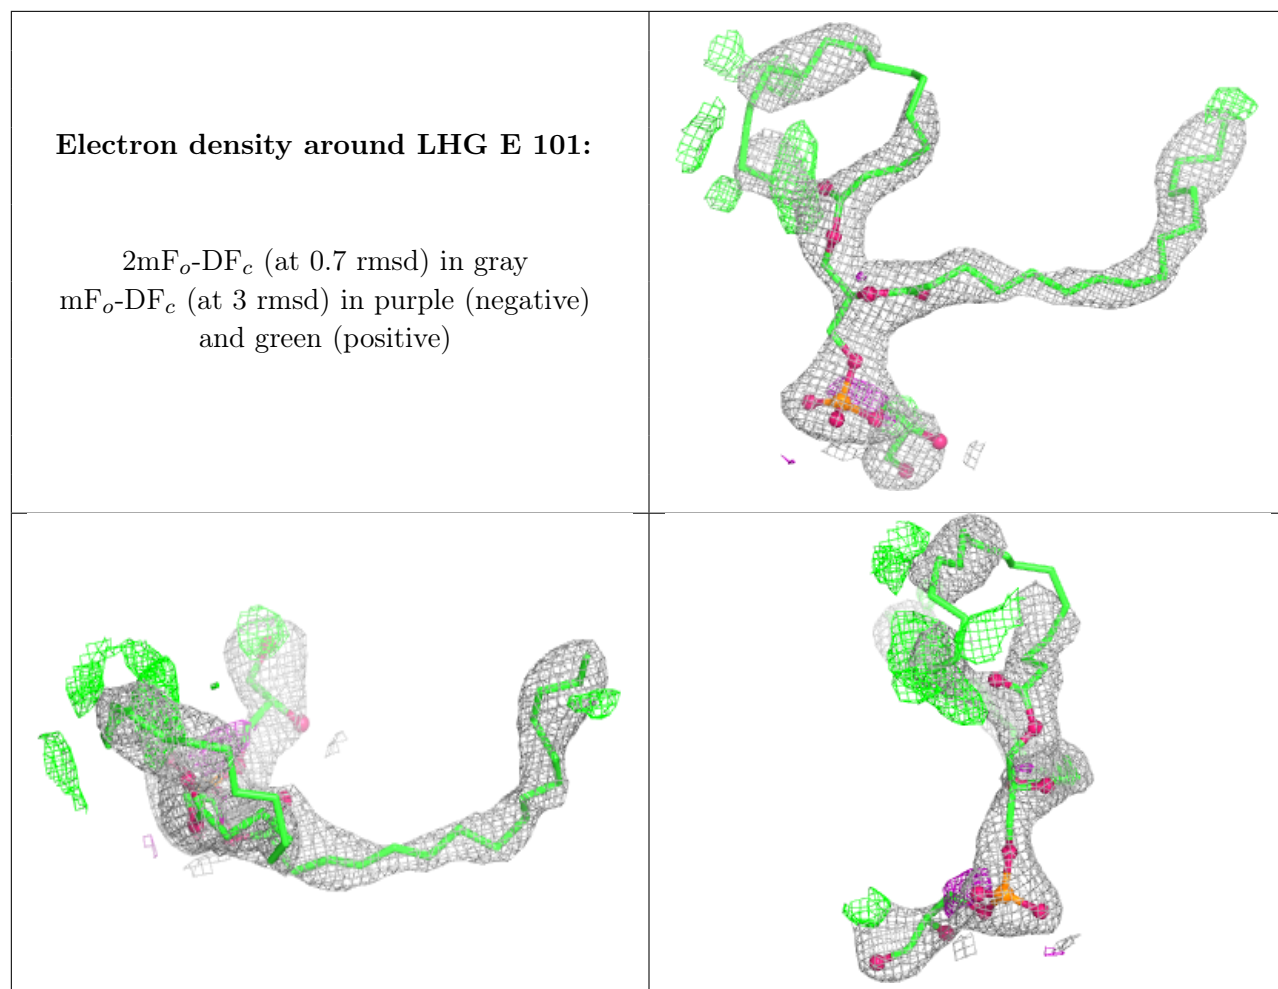 Electron density around LHG E 101:
2mFo-DFc (at 0.7 rmsd) in gray
mFo-DFc (at 3 rmsd) in purple (negative)
and green (positive)